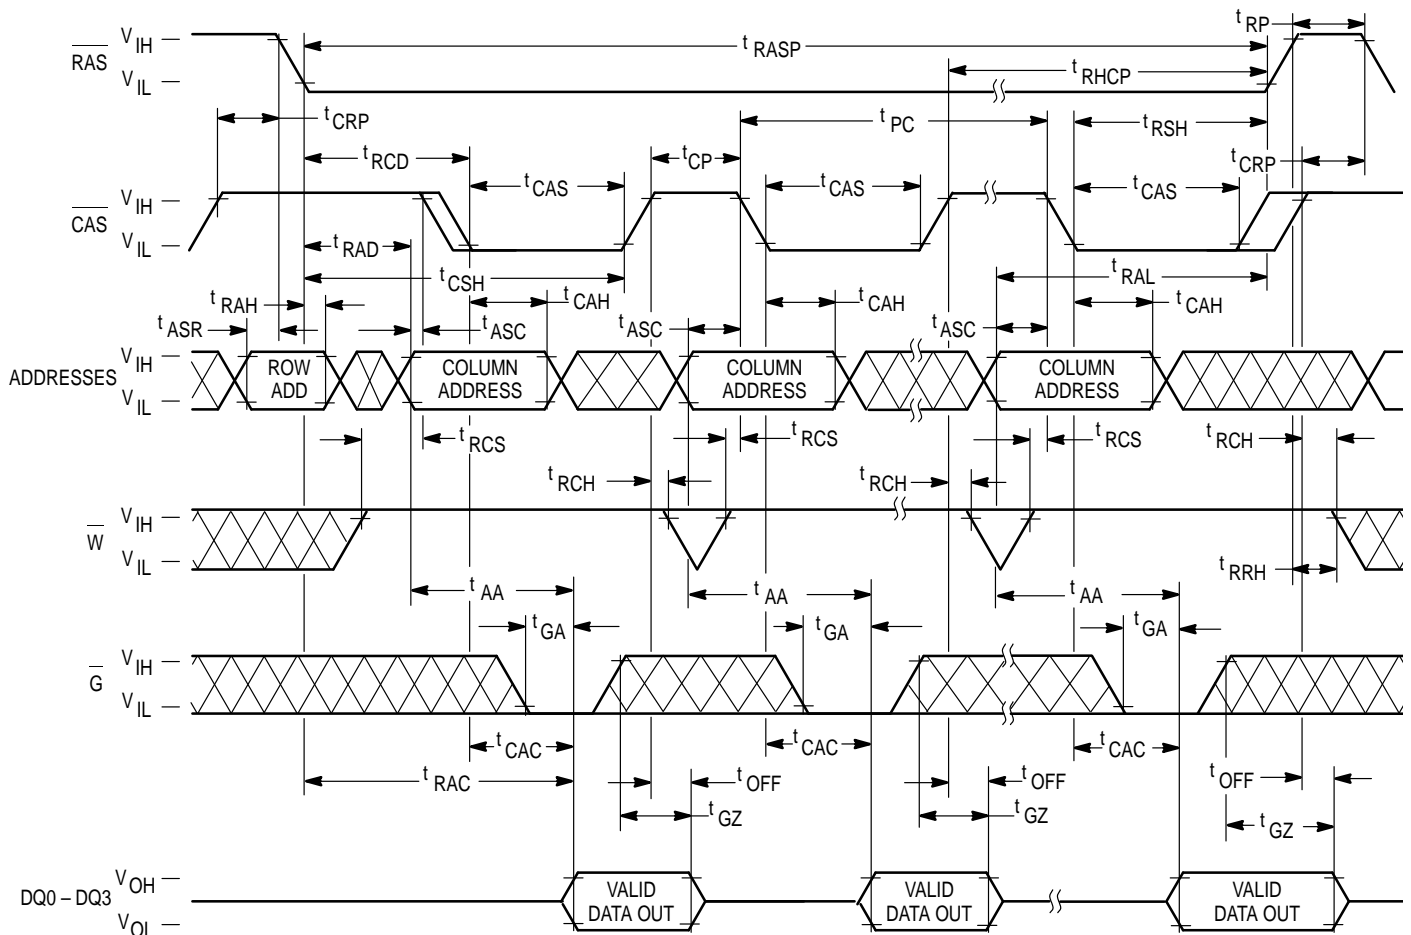 t RP
V IH
RAS
t RASP
V IL
t RHCP
t CRP
t PC
t RSH
t RCD
t CP
t CRP
t CAS
t CAS
t CAS
V IH
CAS
V IL
t RAD
t CSH
t RAL
t RAH
t CAH
t CAH
t CAH
t ASR
t ASC
t ASC
t ASC
ADDRESSES
V IH
V IL
ROW
ADD
COLUMN
ADDRESS
COLUMN
ADDRESS
COLUMN
ADDRESS
t RCS
t RCS
t RCS
t RCH
t RCH
t RCH
V IH
W
V IL
t RRH
t AA
t AA
t AA
t GA
t GA
t GA
V IH
G
V IL
t CAC
t CAC
t CAC
t RAC
t OFF
t OFF
t OFF
t GZ
t GZ
t GZ
V OH
DQ0 – DQ3
V OL
VALID
DATA OUT
VALID
DATA OUT
VALID
DATA OUT